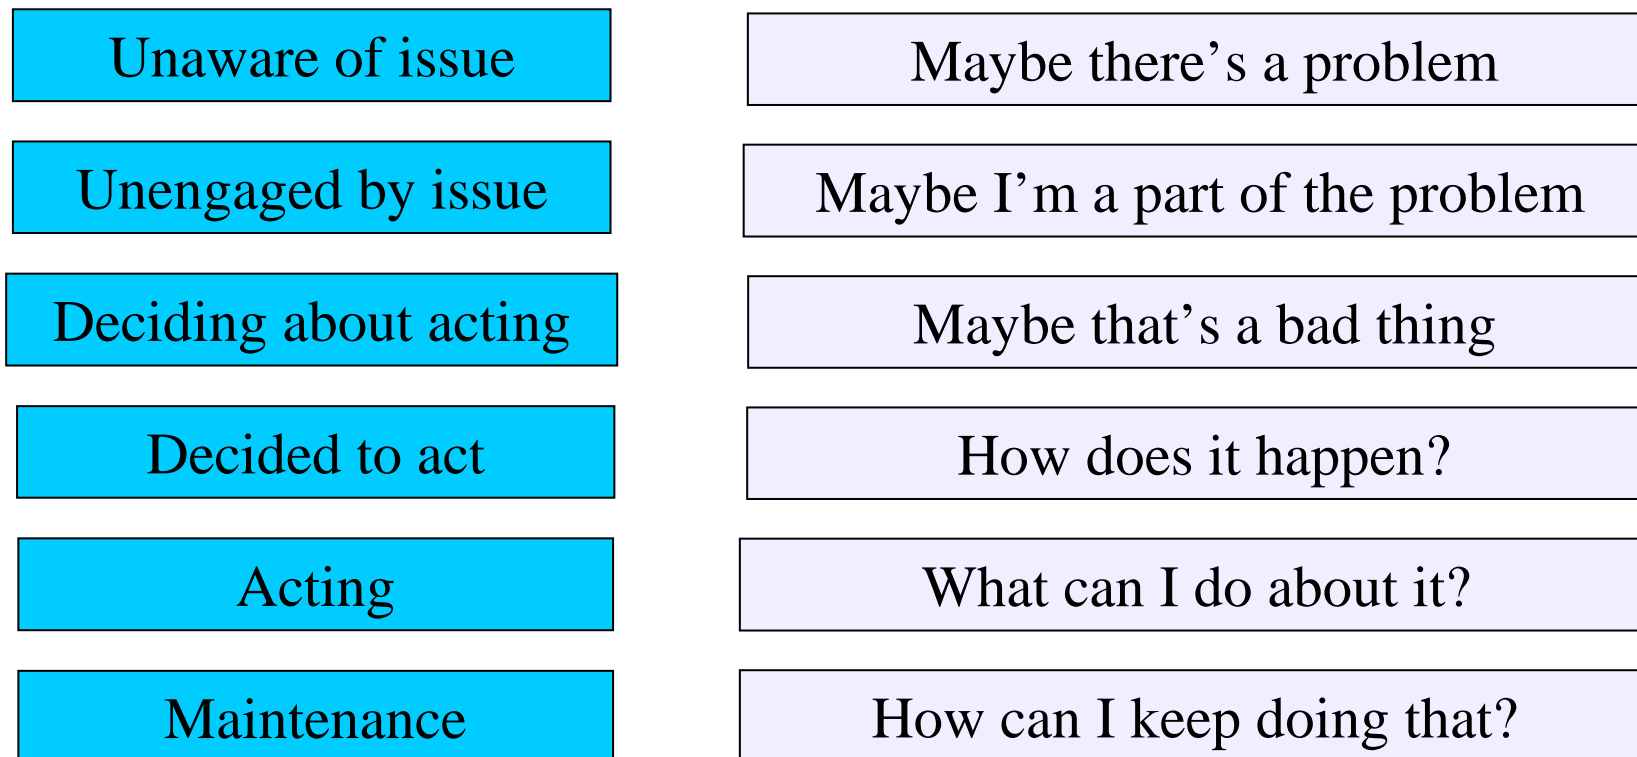 Unaware of issue
Maybe there’s a problem
Unengaged by issue
Maybe I’m a part of the problem
Deciding about acting
Maybe that’s a bad thing
Decided to act
How does it happen?
Acting
What can I do about it?
Maintenance
How can I keep doing that?